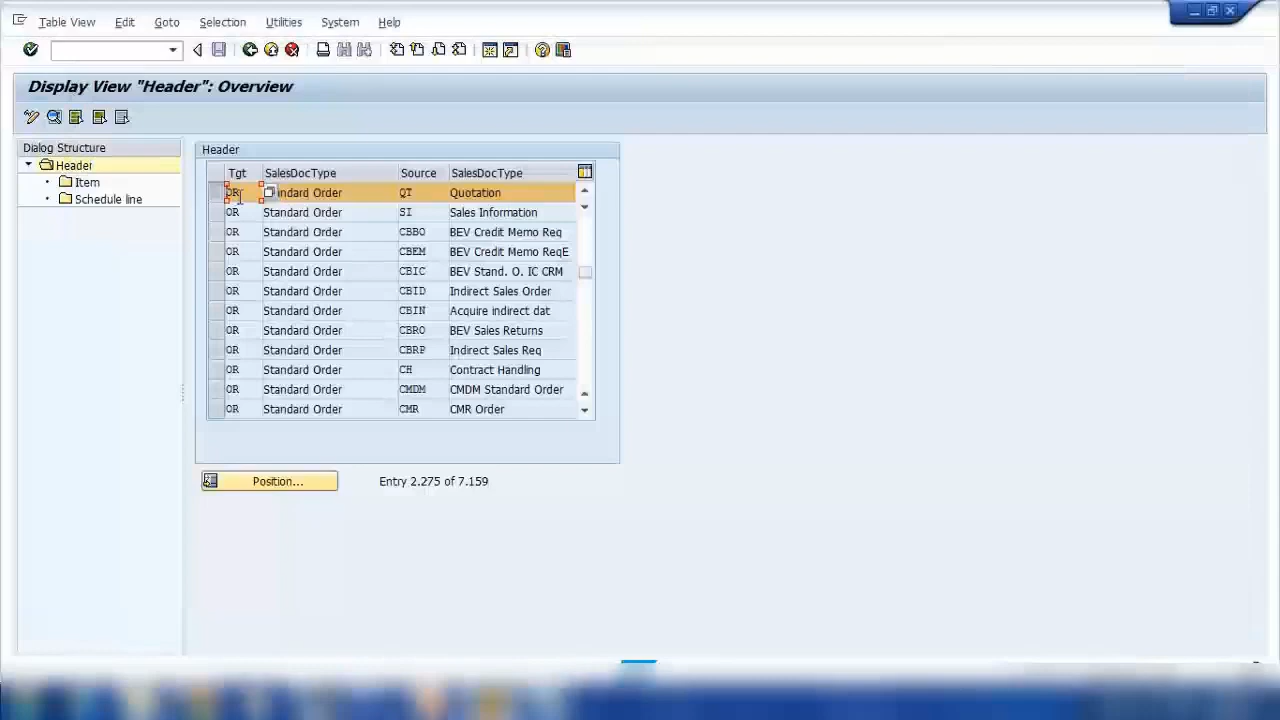 Table View Edit Goto Selection Utilities System Help
Display View "Header": Overview
Dialog Structure
Header
Item
Schedule line
Header
Tgt SalesDocType Source SalesDocType
OR ndard Order QT Quotation
OR Standard Order SI Sales Information
OR Standard Order CBBO BEV Credit Memo Req
OR Standard Order CBEM BEV Credit Memo ReqE
OR Standard Order CBIC BEV Stand. O. IC CRM
OR Standard Order CBID Indirect Sales Order
OR Standard Order CBIN Acquire indirect dat
OR Standard Order CBRO BEV Sales Returns
OR Standard Order CBRP Indirect Sales Req
OR Standard Order CH Contract Handling
OR Standard Order CMDM CMDM Standard Order
OR Standard Order CMR CMR Order
Position... Entry 2.275 of 7.159